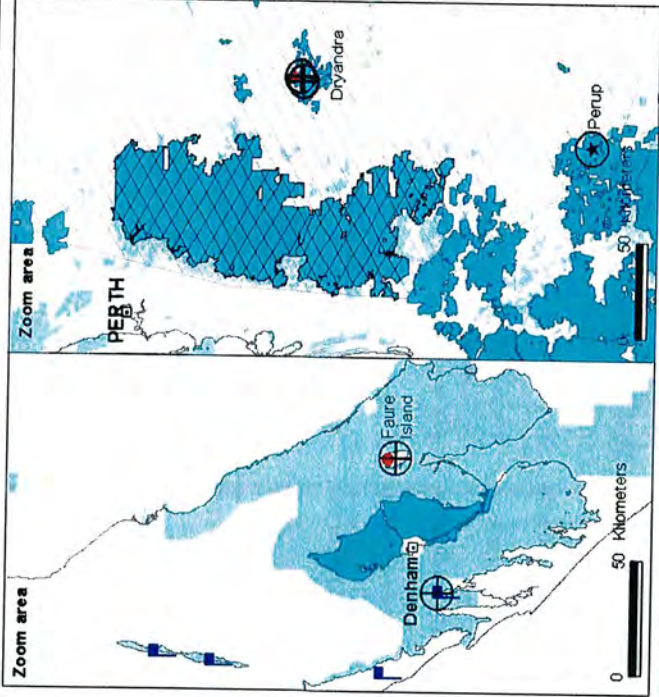 Zoom area
Denham
Faure
Island
0 50 Kilometers
Zoom area
PERTH
Dryandra
Perup
50 Kilometers